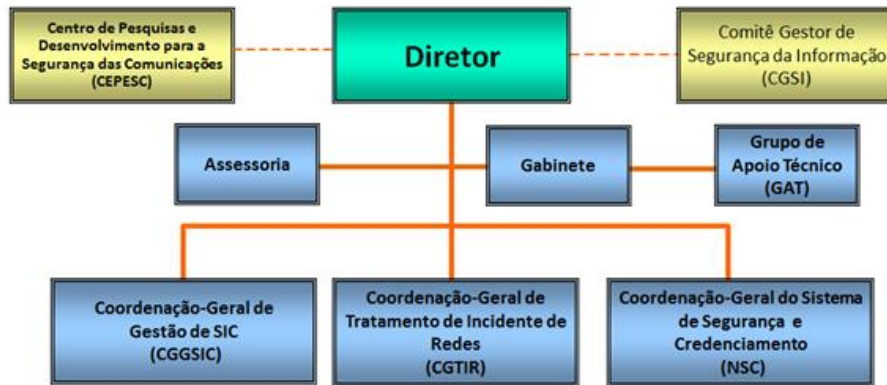 Centro de Pesquisas e
Desenvolvimento para a
Segurança das Comunicações
(CEPESC)
Diretor
Comitê Gestor de
Segurança da Informação
(CGSI)
Assessoria
Gabinete
Grupo de
Apoio Técnico
(GAT)
Coordenação-Geral de
Gestão de SIC
(CGGSIC)
Coordenação-Geral de
Tratamento de Incidente de
Redes
(CGTIR)
Coordenação-Geral do Sistema
de Segurança e
Credenciamento
(NSC)